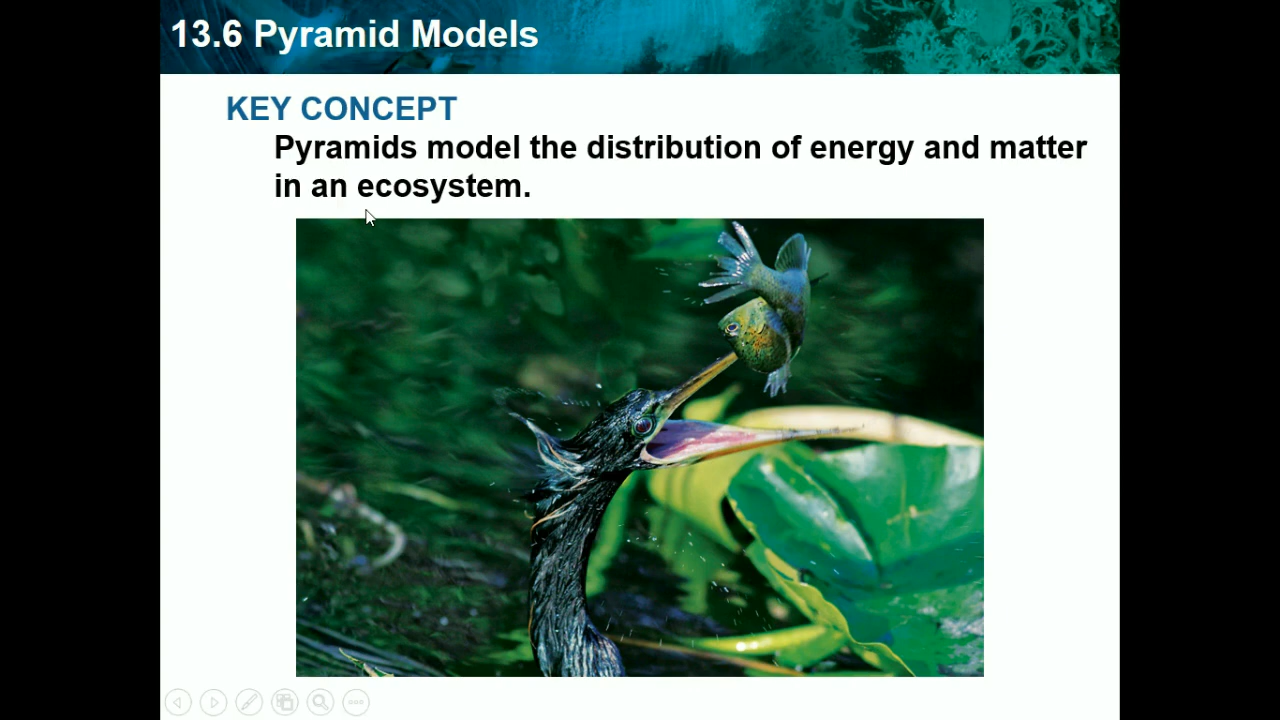 13.6 Pyramid Models
KEY CONCEPT
Pyramids model the distribution of energy and matter
in an ecosystem.